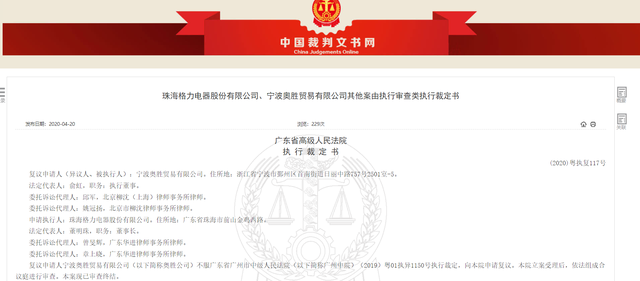 中国裁判文书网
China Judgements Online
珠海格力电器股份有限公司、宁波奥胜贸易有限公司其他案由执行审查类执行裁定书
发布日期：2020-04-20
浏览：229次
广东省高级人民法院
执 行 裁 定 书
（2020）粤执复117号
复议申请人（异议人、被执行人）：宁波奥胜贸易有限公司，住所地：浙江省宁波市鄞州区首南街道日丽中路757号2501室-5。
法定代表人：俞虹，职务：执行董事。
委托诉讼代理人：邱军，北京柳沈（上海）律师事务所律师。
委托诉讼代理人：姚冠扬，北京市柳沈律师事务所律师。
申请执行人：珠海格力电器股份有限公司，住所地：广东省珠海市前山金鸡西路。
法定代表人：董明珠，职务：董事长。
委托诉讼代理人：曾旻辉，广东华进律师事务所律师。
委托诉讼代理人：卓上晓，广东华进律师事务所律师。
复议申请人宁波奥胜贸易有限公司（以下简称奥胜公司）不服广东省广州市中级人民法院（以下简称广州中院）（2019）粤01执异1150号执行裁定，向本院申请复议。本院立案受理后，依法组成合
议庭进行审查。本案现已审查终结。